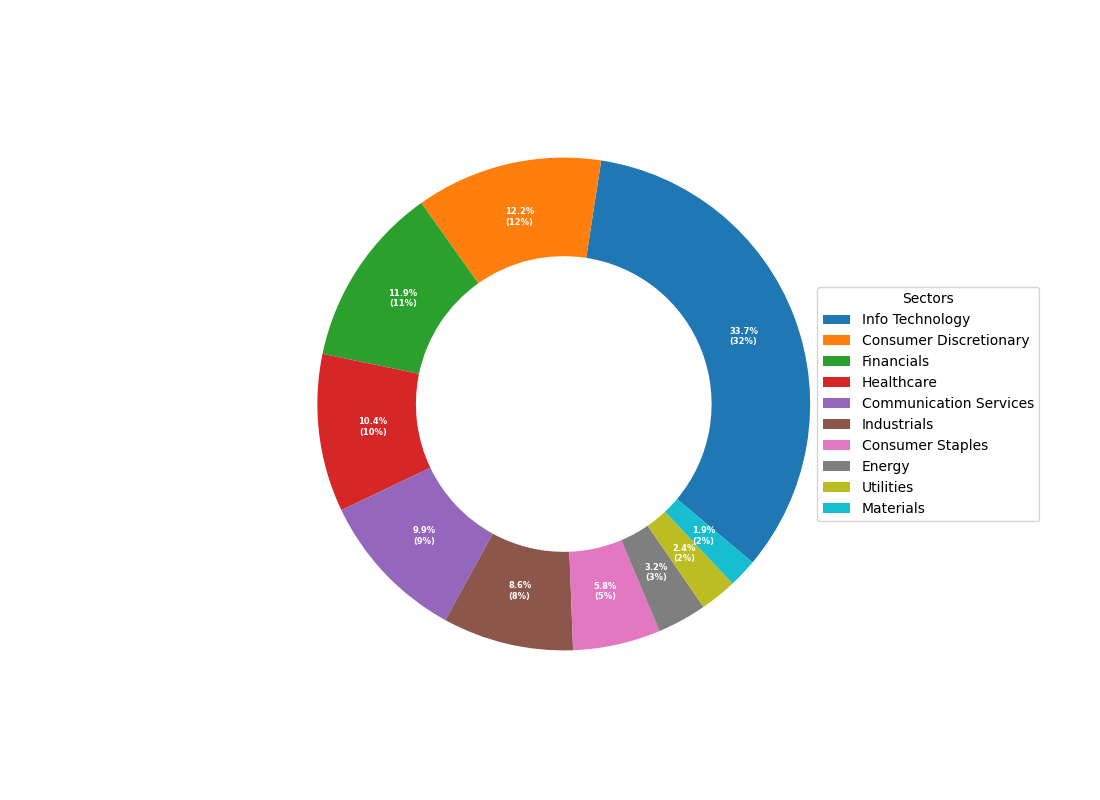 12.2%
(12%)
11.9%
(11%)
33.7%
(32%)
10.4%
(10%)
9.9%
(9%)
8.6%
(8%)
5.8%
(5%)
3.2%
(3%)
2.4%
(2%)
1.9%
(2%)
Sectors
Info Technology
Consumer Discretionary
Financials
Healthcare
Communication Services
Industrials
Consumer Staples
Energy
Utilities
Materials